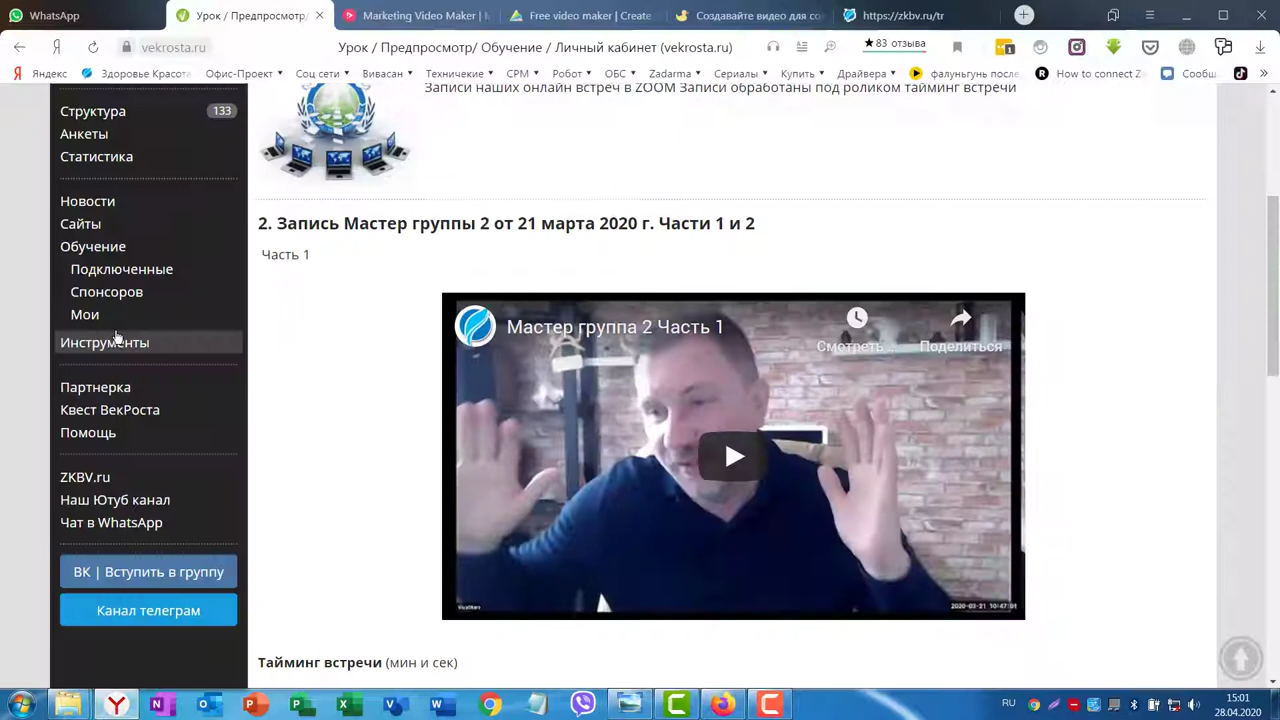 WhatsApp
Урок / Предпросмотр/
Marketing Video Maker |
Free video maker | Create
Создавайте видео для со
https://zkbv.ru/tr
vekrosta.ru
Урок / Предпросмотр/ Обучение / Личный кабинет (vekrosta.ru)
★ 83 отзыва
Яндекс
Здоровье Красота
Офис-Проект
Соц сети
Вивасан
Технические
СРМ
Робот
ОБС
Zadarma
Сериалы
Купить
Драйвера
фалуньгунь после
How to connect Za
Сообщ
Структура
133
Анкеты
Статистика
Новости
Сайты
Обучение
Подключенные
Спонсоров
Мои
Инструменты
Партнерка
Квест ВекРоста
Помощь
ZKBV.ru
Наш Ютуб канал
Чат в WhatsApp
ВК | Вступить в группу
Канал телеграм
Записи наших онлайн встреч в ZOOM Записи обработаны под роликом тайминг встречи
2. Запись Мастер группы 2 от 21 марта 2020 г. Части 1 и 2
Часть 1
Мастер группа 2 Часть 1
Смотреть ...
Поделиться
2020-03-21 10:47:01
Тайминг встречи (мин и сек)
RU
15:01
28.04.2020